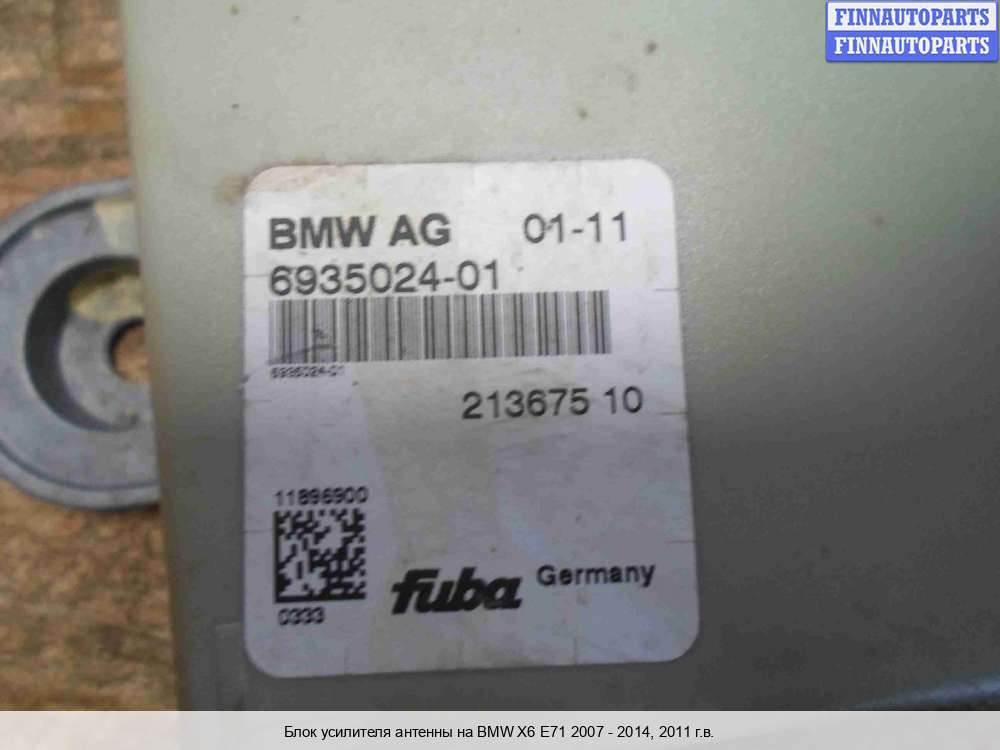 FINNAUTOPARTS
FINNAUTOPARTS
BMW AG 01-11
6935024-01
6935024-01
213675 10
11896900
0333
fuba Germany
Блок усилителя антенны на BMW X6 E71 2007 - 2014, 2011 г.в.